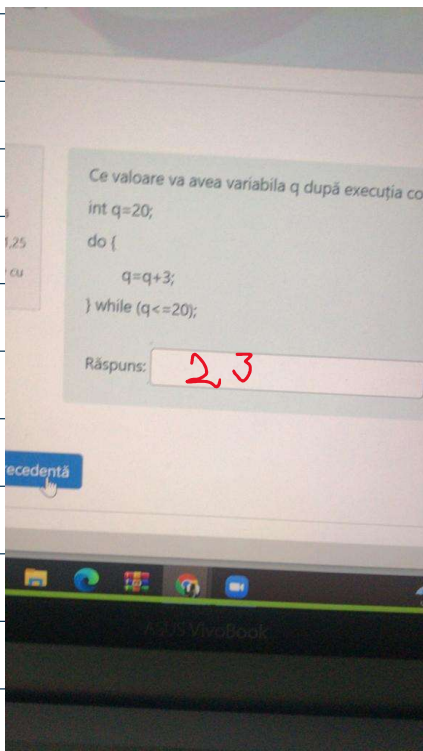 Ce valoare va avea variabila q după execuția co
int q=20;
do {
q=q+3;
} while (q<=20);
1,25
cu
Răspuns: 2,3
ecedentă
ASUS VivoBook